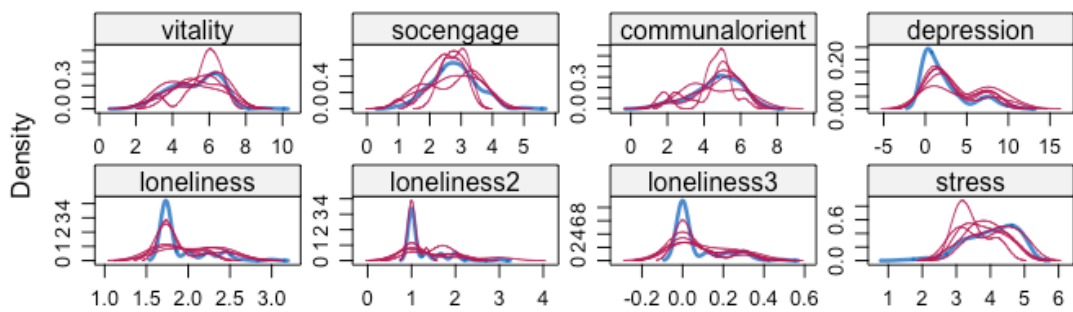 vitality socengage communalorient depression
0.0 0.3 0.0 0.4 0.0 0.3 0.00 0.20
0 2 4 6 8 10 0 1 2 3 4 5 0 2 4 6 8 -5 0 5 10 15
Density
loneliness loneliness2 loneliness3 stress
0 1 2 3 4 0 1 2 3 4 0 2 4 6 8 0.0 0.6
1.0 1.5 2.0 2.5 3.0 0 1 2 3 4 -0.2 0.0 0.2 0.4 0.6 1 2 3 4 5 6